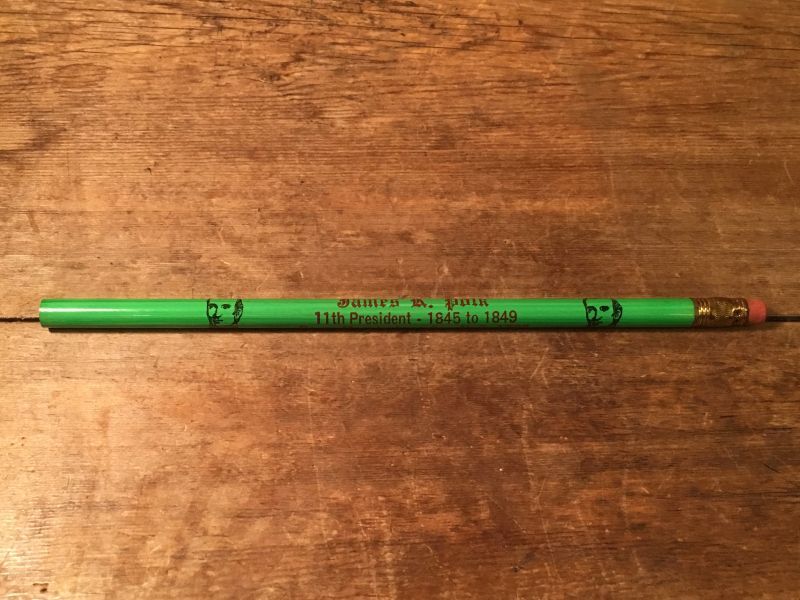 James K. Polk
11th President - 1845 to 1849